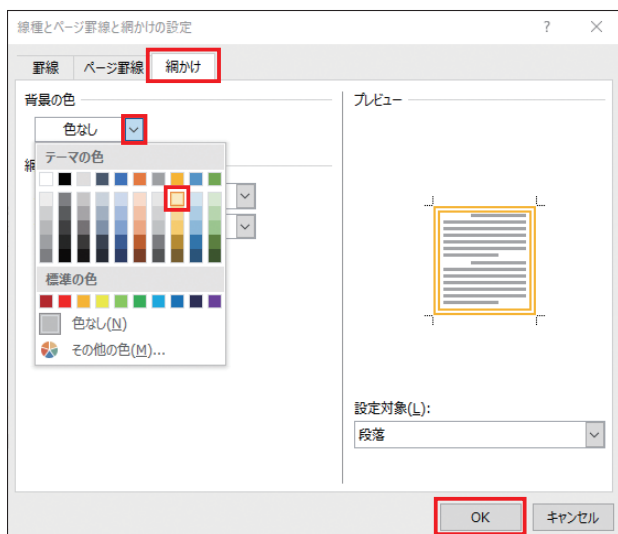 線種とページ罫線と網かけの設定
?
罫線 ページ罫線 網かけ
背景の色
プレビュー
色なし
テーマの色
網
標準の色
色なし(N)
その他の色(M)...
設定対象(L):
段落
OK キャンセル